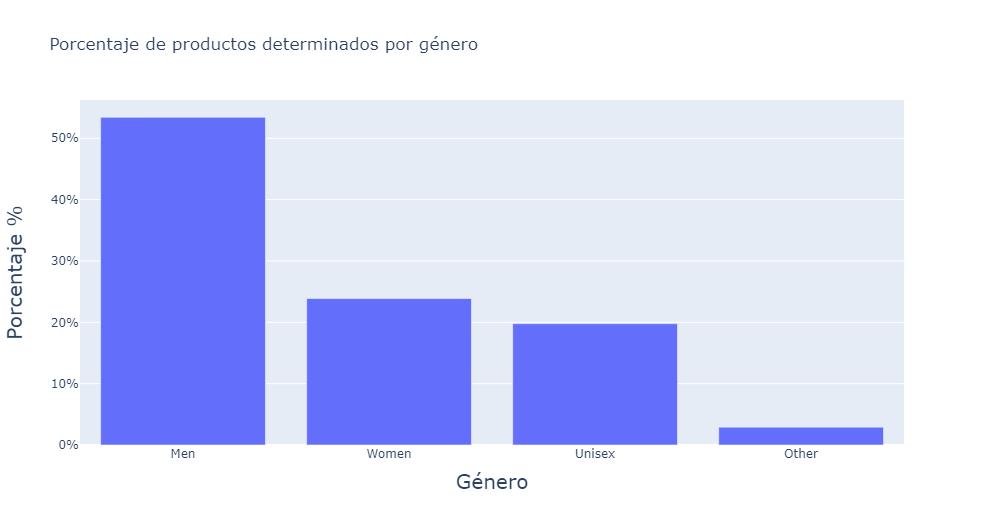 Porcentaje de productos determinados por género
Porcentaje %
50%
40%
30%
20%
10%
0%
Men
Women
Unisex
Other
Género